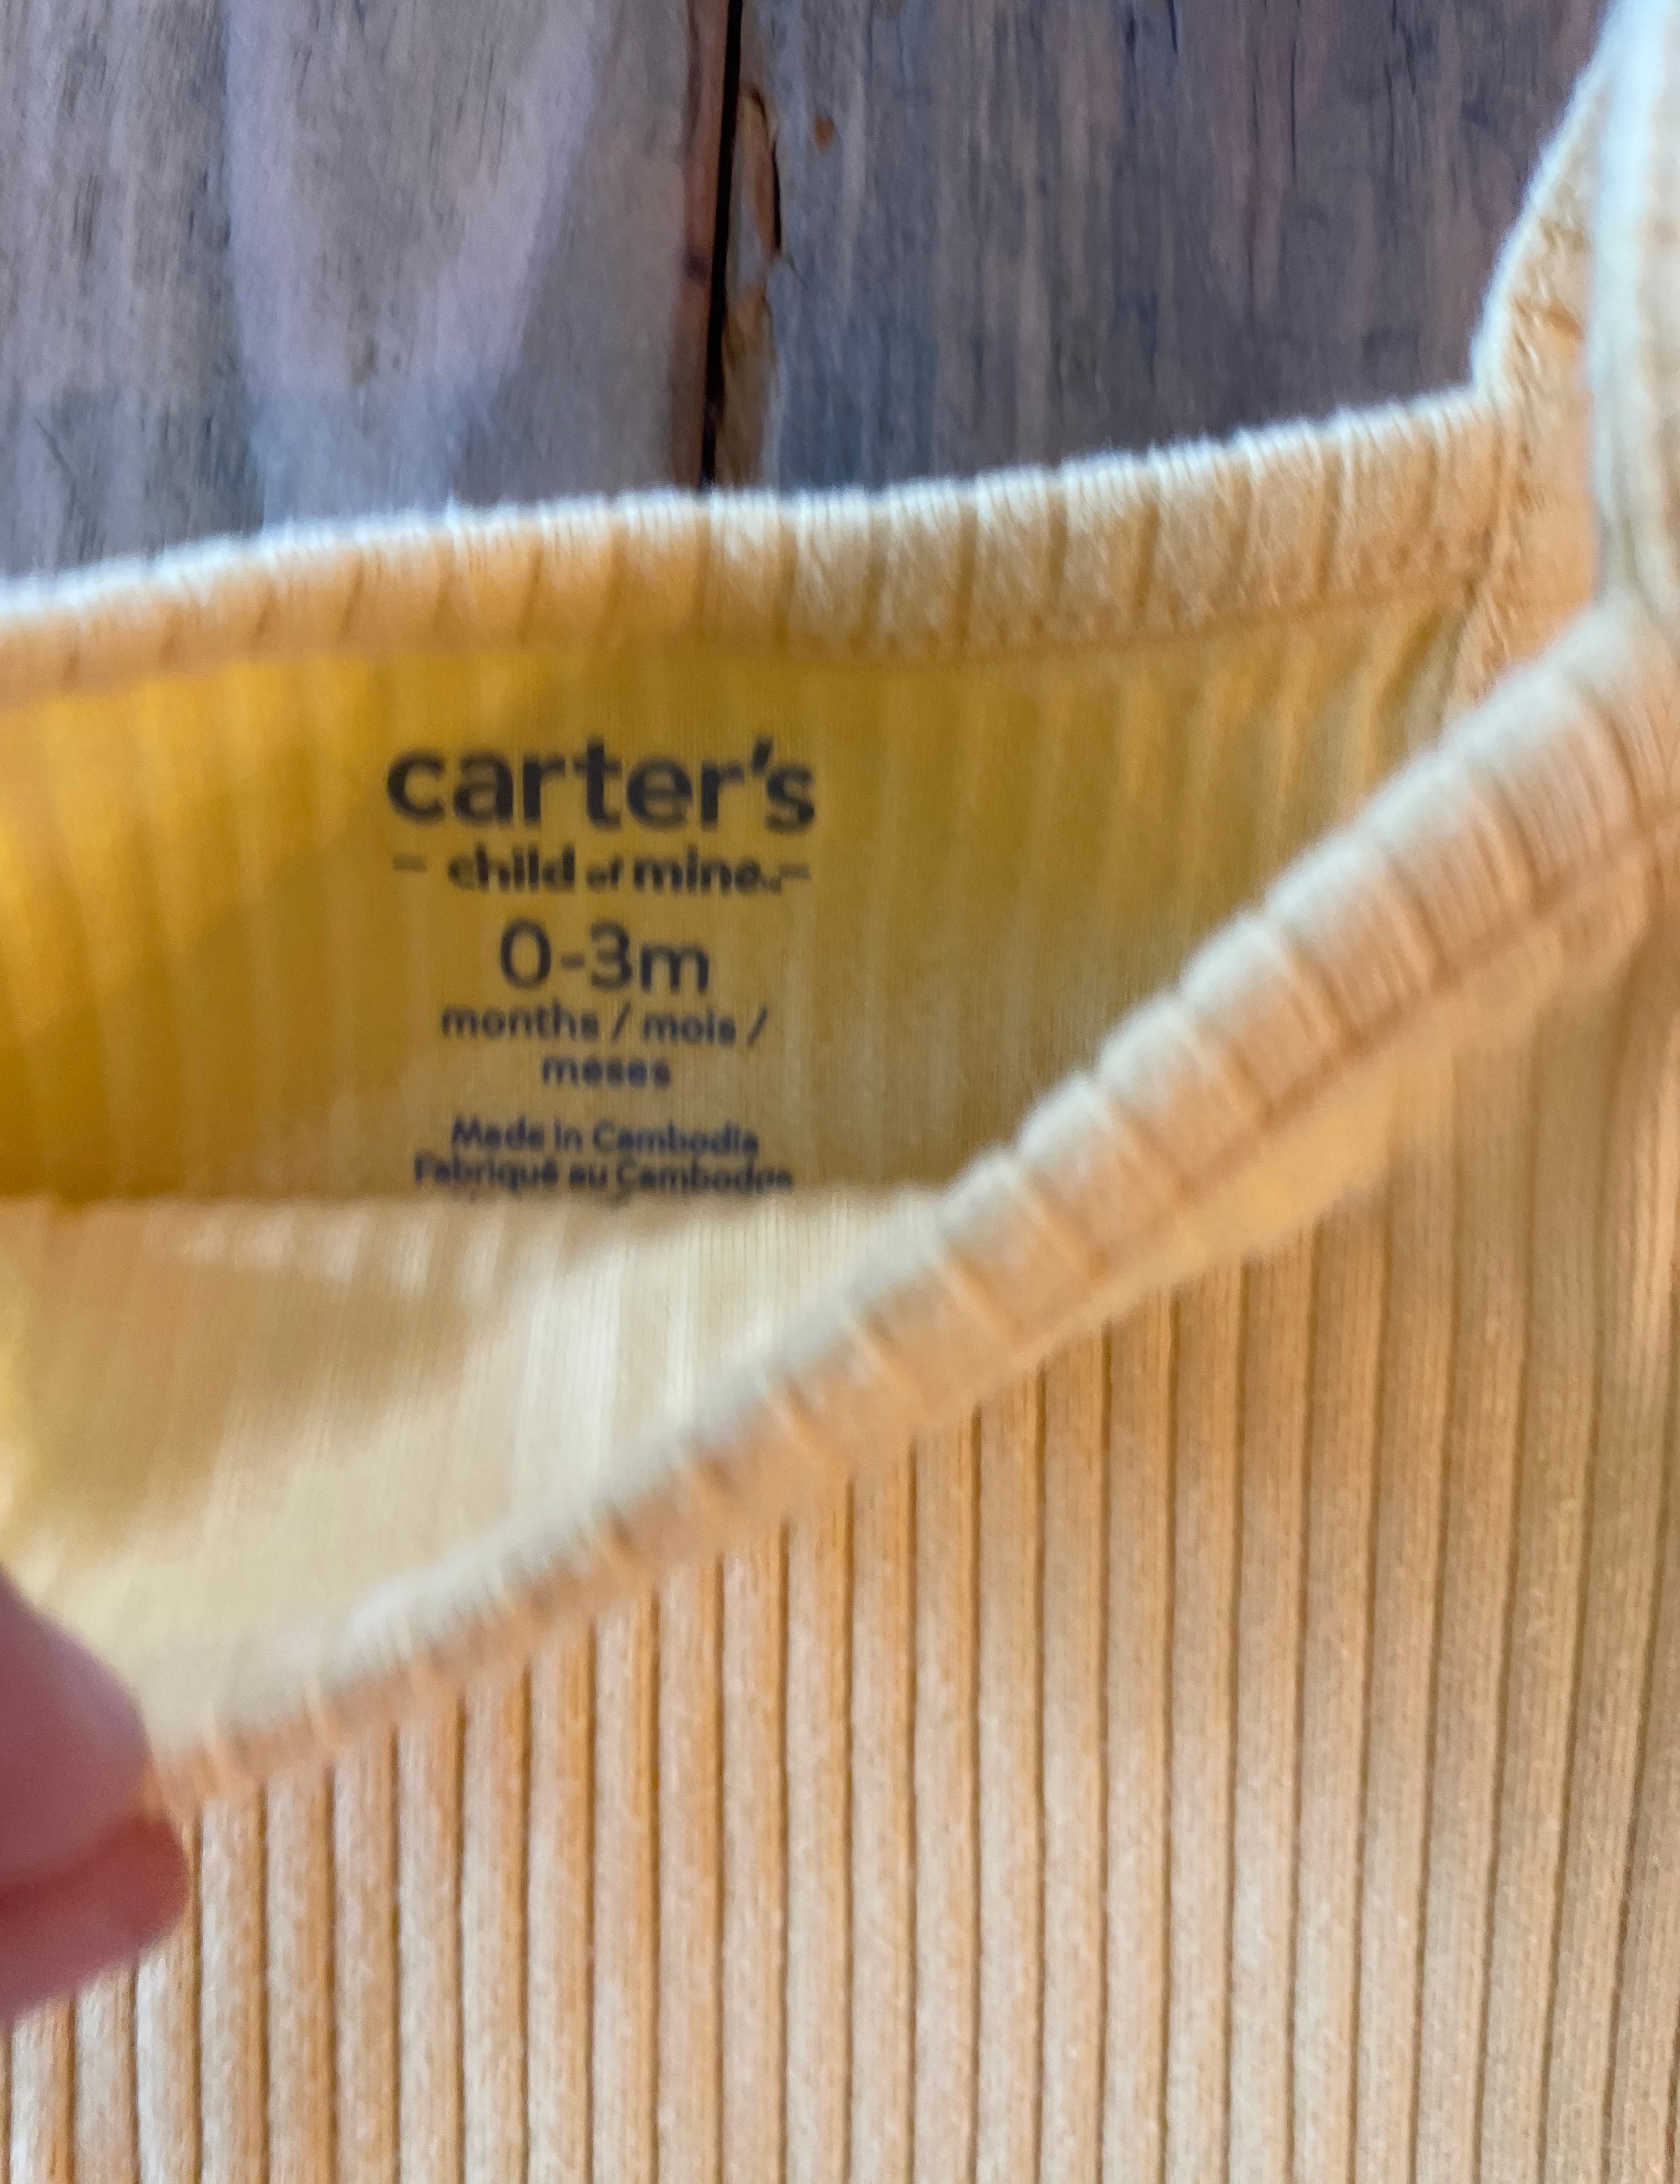 carter's
child of mine.
0-3m
months / mois /
meses
Made in Cambodia
Fabriqué au Cambodge